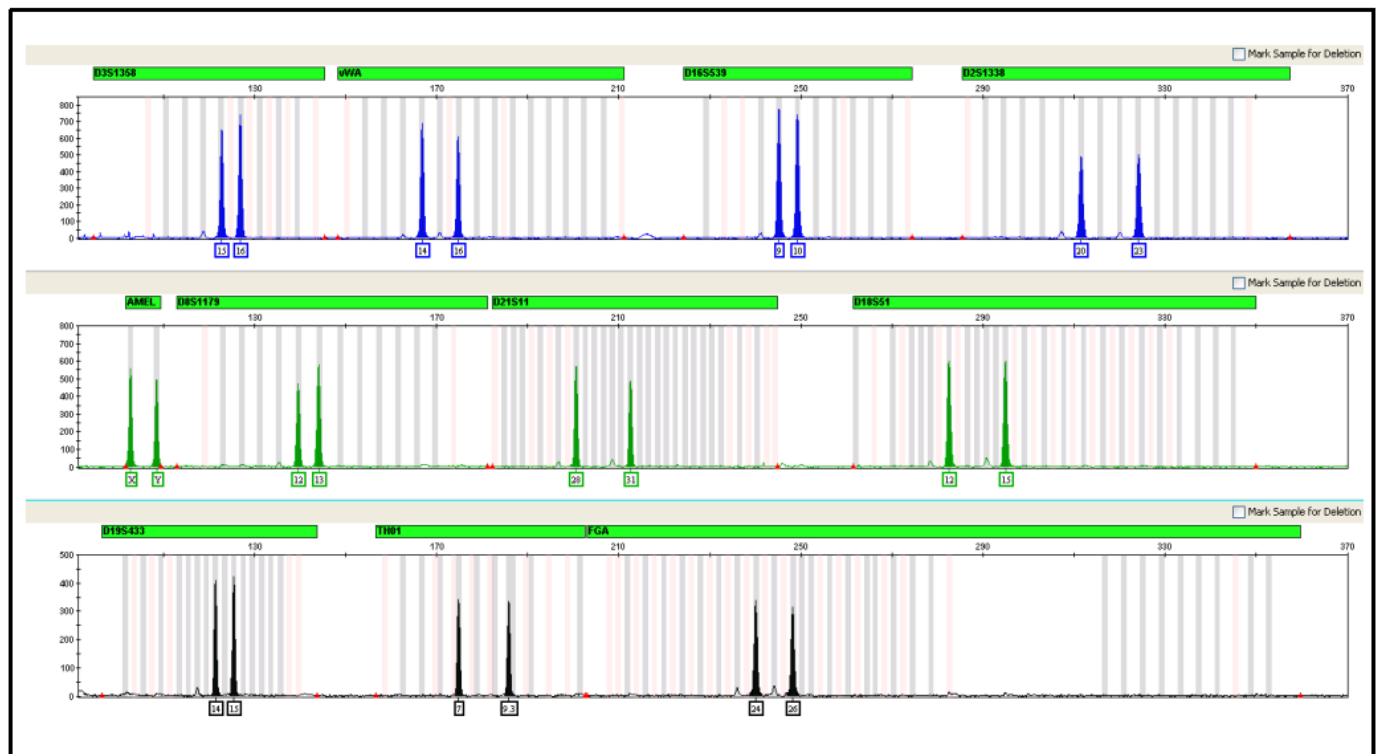 Mark Sample for Deletion
D3S1358 vWA D16S539 D2S1338
130 170 210 250 290 330 370
800
700
600
500
400
300
200
100
0
15 16 14 16 9 10 20 23
Mark Sample for Deletion
AMEL D8S1179 D21S11 D18S51
130 170 210 250 290 330 370
800
700
600
500
400
300
200
100
0
X Y 12 13 28 31 12 15
Mark Sample for Deletion
D19S433 TH01 FGA
130 170 210 250 290 330 370
500
400
300
200
100
0
14 15 7 9.3 24 26